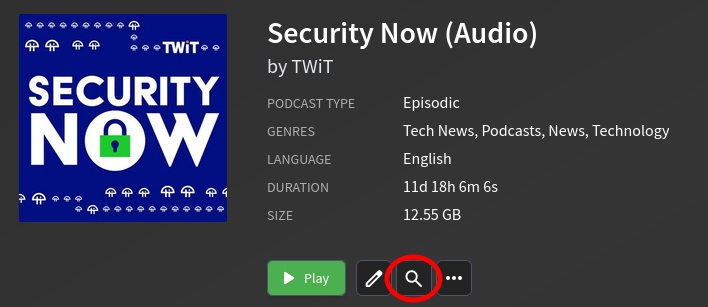 TWiT
SECURITY
NOW
Security Now (Audio)
by TWiT
PODCAST TYPE Episodic
GENRES Tech News, Podcasts, News, Technology
LANGUAGE English
DURATION 11d 18h 6m 6s
SIZE 12.55 GB
Play